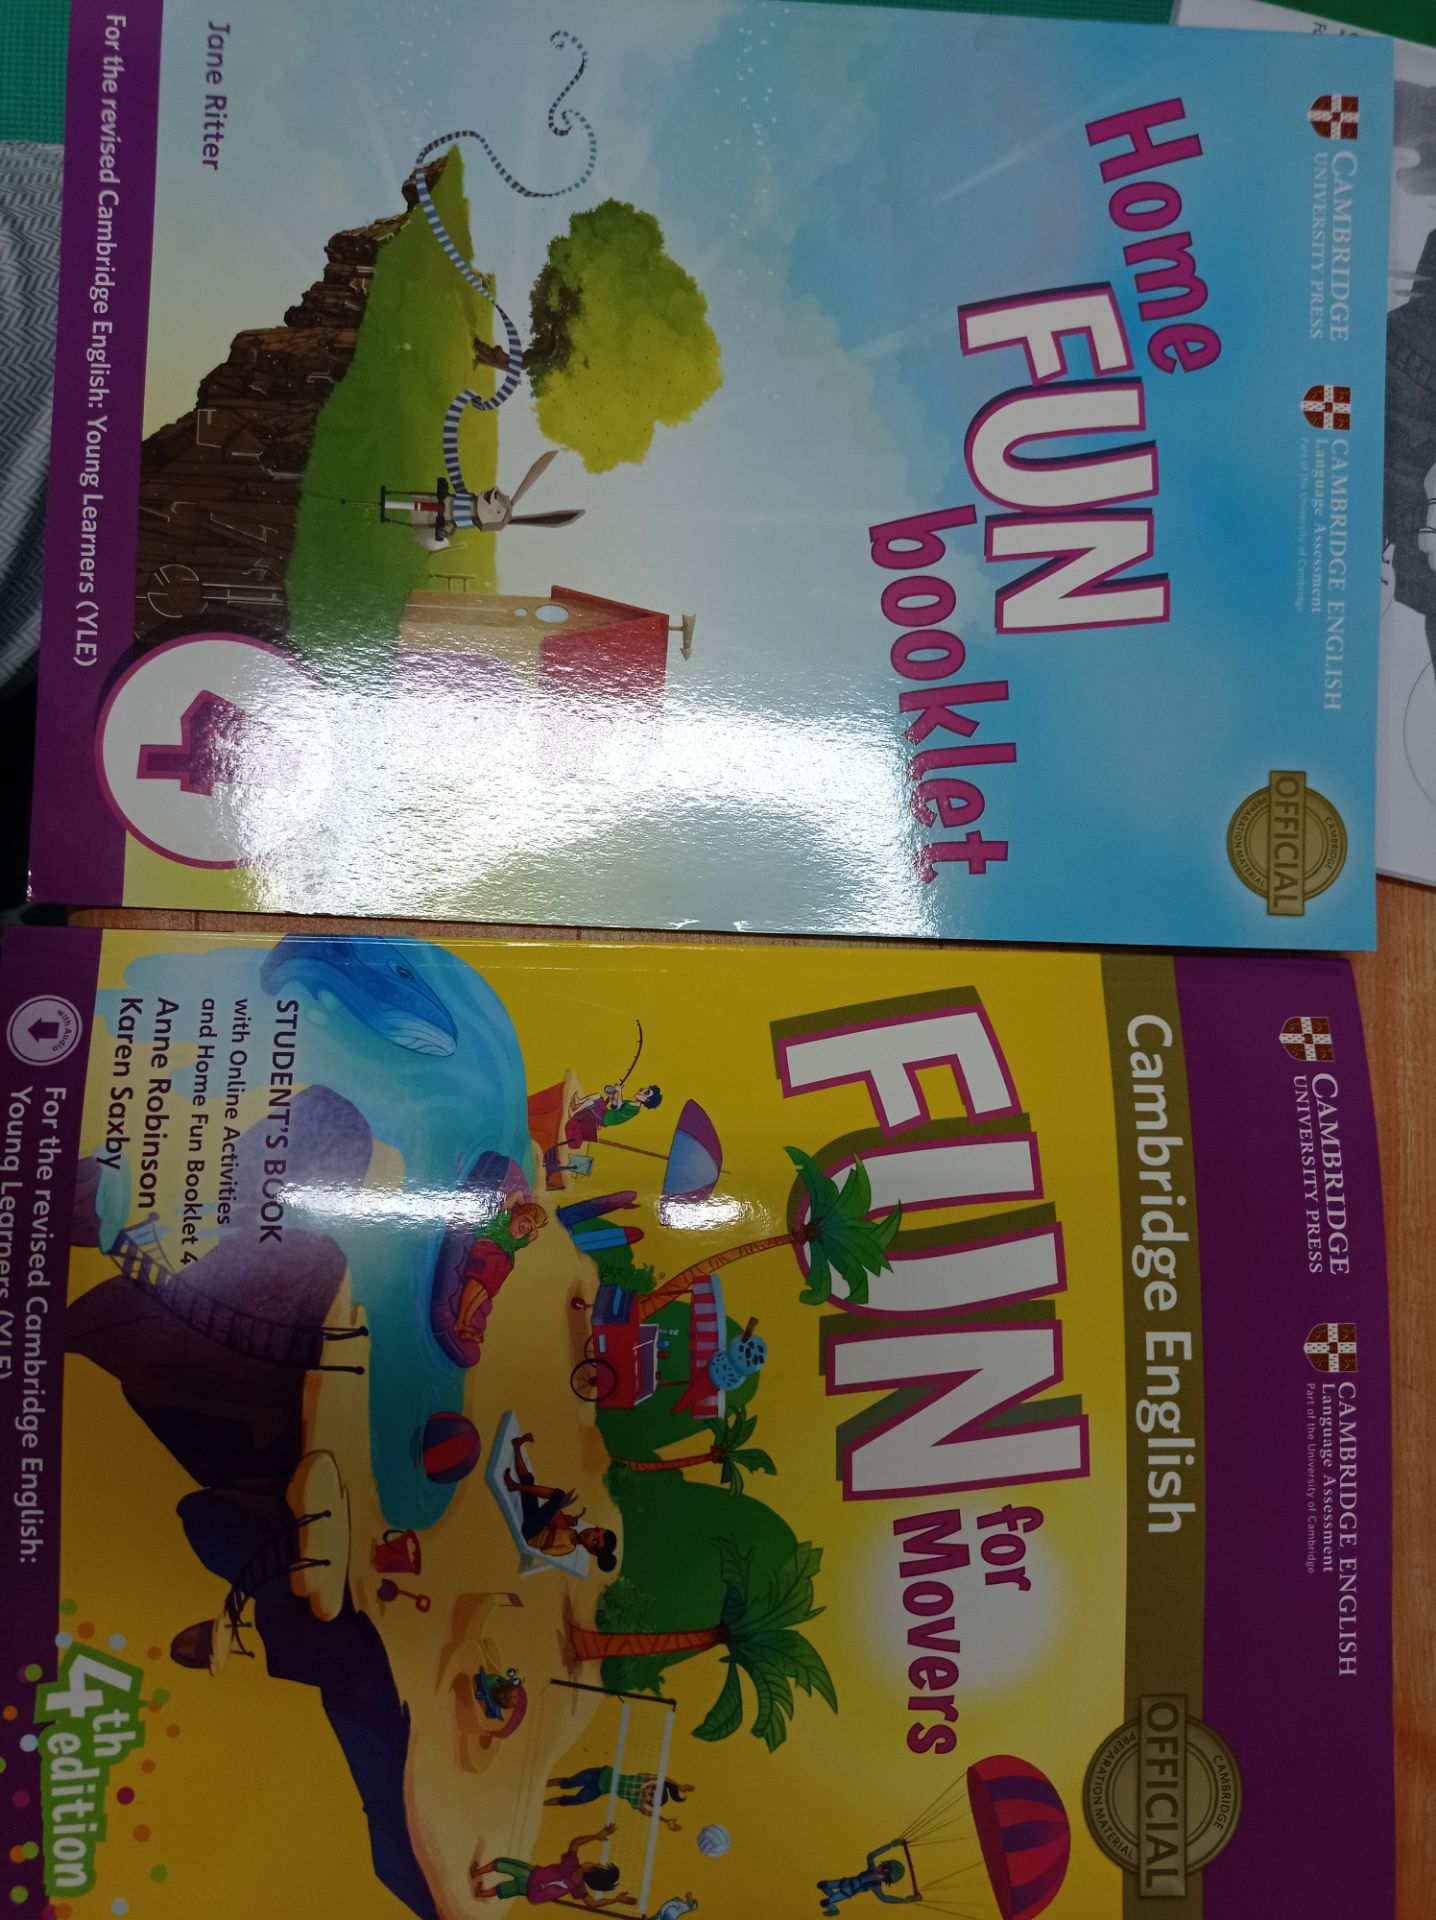 CAMBRIDGE
UNIVERSITY PRESS
CAMBRIDGE ENGLISH
Language Assessment
Part of the University of Cambridge
CAMBRIDGE
OFFICIAL
PREPARATION MATERIAL
Home
FUN
booklet
Jane Ritter
4
For the revised Cambridge English: Young Learners (YLE)
CAMBRIDGE
UNIVERSITY PRESS
CAMBRIDGE ENGLISH
Language Assessment
Part of the University of Cambridge
Cambridge English
CAMBRIDGE
OFFICIAL
PREPARATION MATERIAL
FUN
for
Movers
STUDENT'S BOOK
with Online Activities
and Home Fun Booklet 4
Anne Robinson
Karen Saxby
with Audio
For the revised Cambridge English:
Young Learners (YLE)
4th
edition